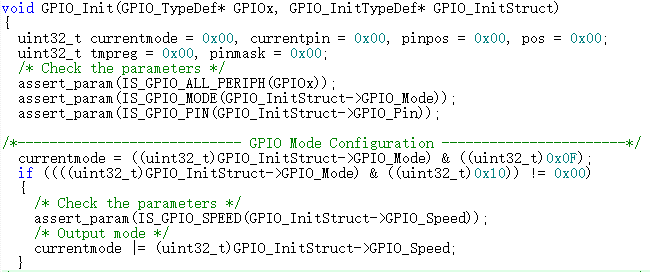 void GPIO_Init(GPIO_TypeDef* GPIOx, GPIO_InitTypeDef* GPIO_InitStruct)
{
  uint32_t currentmode = 0x00, currentpin = 0x00, pinpos = 0x00, pos = 0x00;
  uint32_t tmpreg = 0x00, pinmask = 0x00;
  /* Check the parameters */
  assert_param(IS_GPIO_ALL_PERIPH(GPIOx));
  assert_param(IS_GPIO_MODE(GPIO_InitStruct->GPIO_Mode));
  assert_param(IS_GPIO_PIN(GPIO_InitStruct->GPIO_Pin));
/*---------------------------- GPIO Mode Configuration -----------------------*/
  currentmode = ((uint32_t)GPIO_InitStruct->GPIO_Mode) & ((uint32_t)0x0F);
  if ((((uint32_t)GPIO_InitStruct->GPIO_Mode) & ((uint32_t)0x10)) != 0x00)
  {
    /* Check the parameters */
    assert_param(IS_GPIO_SPEED(GPIO_InitStruct->GPIO_Speed));
    /* Output mode */
    currentmode |= (uint32_t)GPIO_InitStruct->GPIO_Speed;
  }